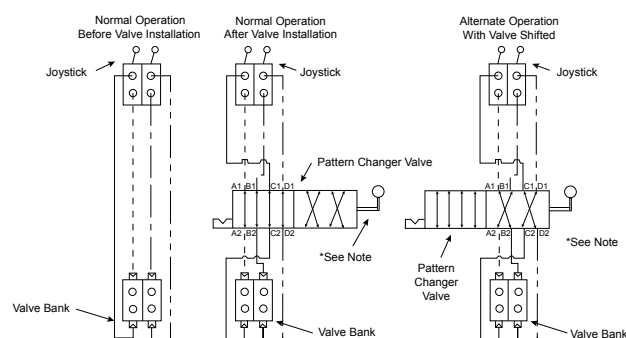 Normal Operation
Before Valve Installation
Normal Operation
After Valve Installation
Alternate Operation
With Valve Shifted
Joystick
Joystick
Joystick
Pattern Changer Valve
A1 B1 C1 D1
A2 B2 C2 D2
*See Note
A1 B1 C1 D1
A2 B2 C2 D2
*See Note
Pattern
Changer
Valve
Valve Bank
Valve Bank
Valve Bank